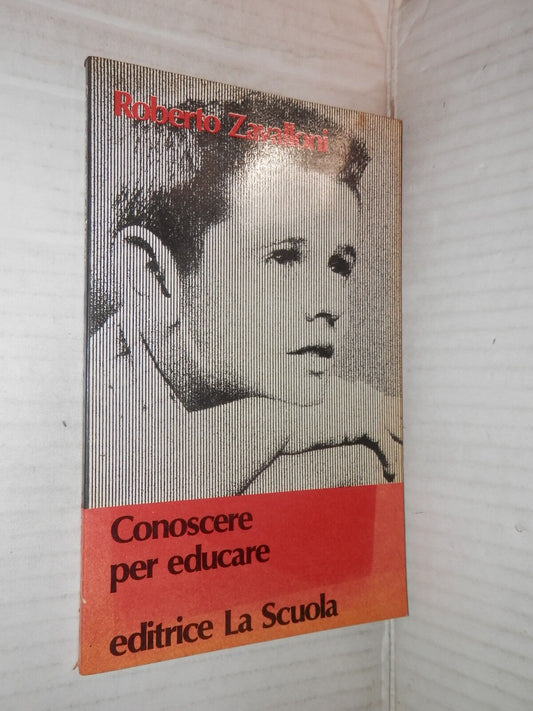 Roberto Zavalloni
Conoscere
per educare
editrice La Scuola